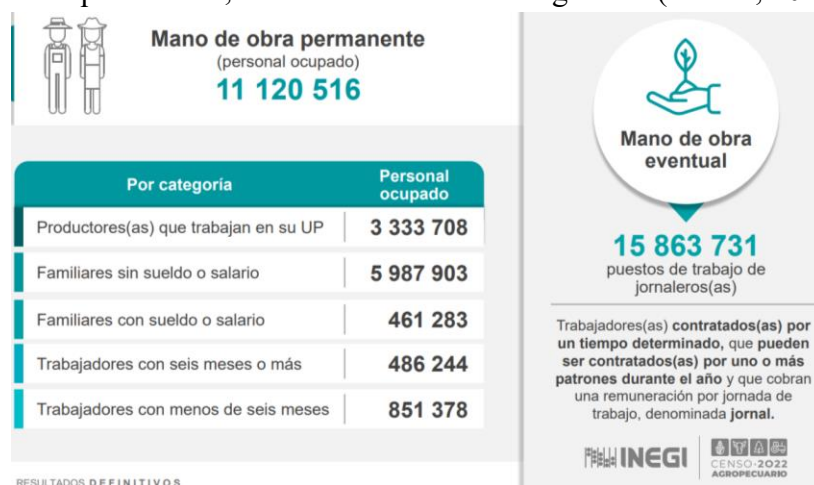 Mano de obra permanente
(personal ocupado)
11 120 516
Por categoría
Personal
ocupado
Productores(as) que trabajan en su UP 3 333 708
Familiares sin sueldo o salario 5 987 903
Familiares con sueldo o salario 461 283
Trabajadores con seis meses o más 486 244
Trabajadores con menos de seis meses 851 378
RESULTADOS DEFINITIVOS
Mano de obra
eventual
15 863 731
puestos de trabajo de
jornaleros(as)
Trabajadores(as) contratados(as) por
un tiempo determinado, que pueden
ser contratados(as) por uno o más
patrones durante el año y que cobran
una remuneración por jornada de
trabajo, denominada jornal.
INEGI
CENSO-2022
AGROPECUARIO